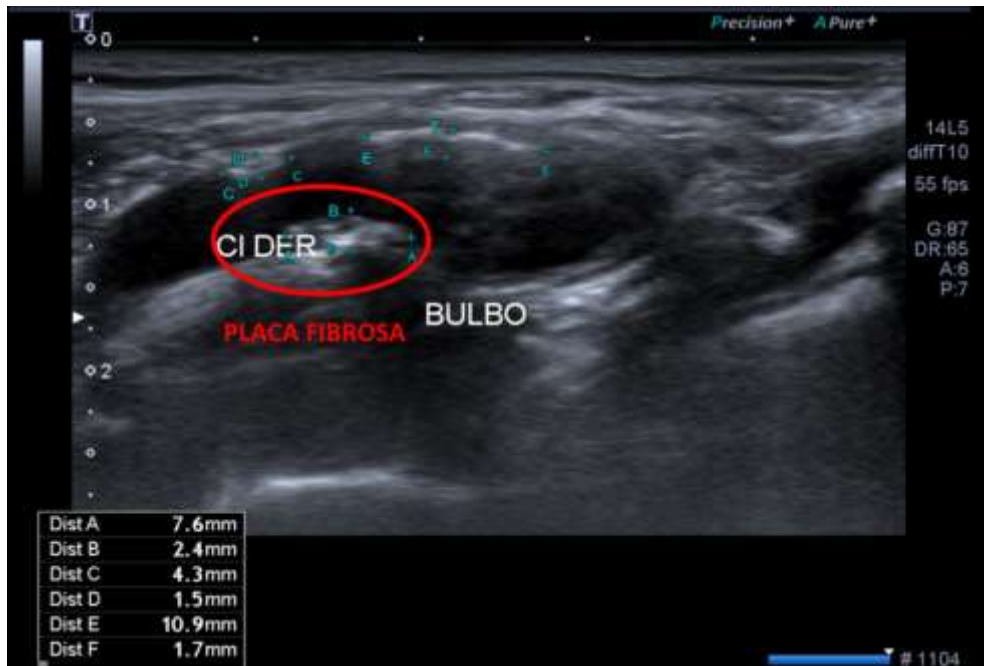 T
Precision+ APure+
0
14L5
diffT10
55 fps
G:87
DR:65
A:6
P:7
1
B
C
D
C
E
F
E
F
B
A
CI DER
BULBO
PLACA FIBROSA
2
Dist A 7.6mm
Dist B 2.4mm
Dist C 4.3mm
Dist D 1.5mm
Dist E 10.9mm
Dist F 1.7mm
# 1104